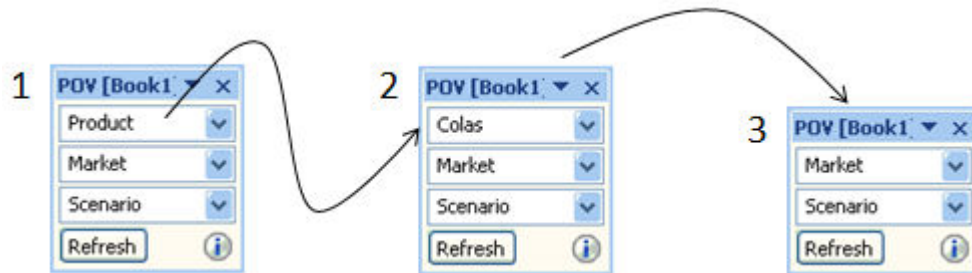 1
POV [Book1]
Product
Market
Scenario
Refresh
2
POV [Book1]
Colas
Market
Scenario
Refresh
3
POV [Book1]
Market
Scenario
Refresh